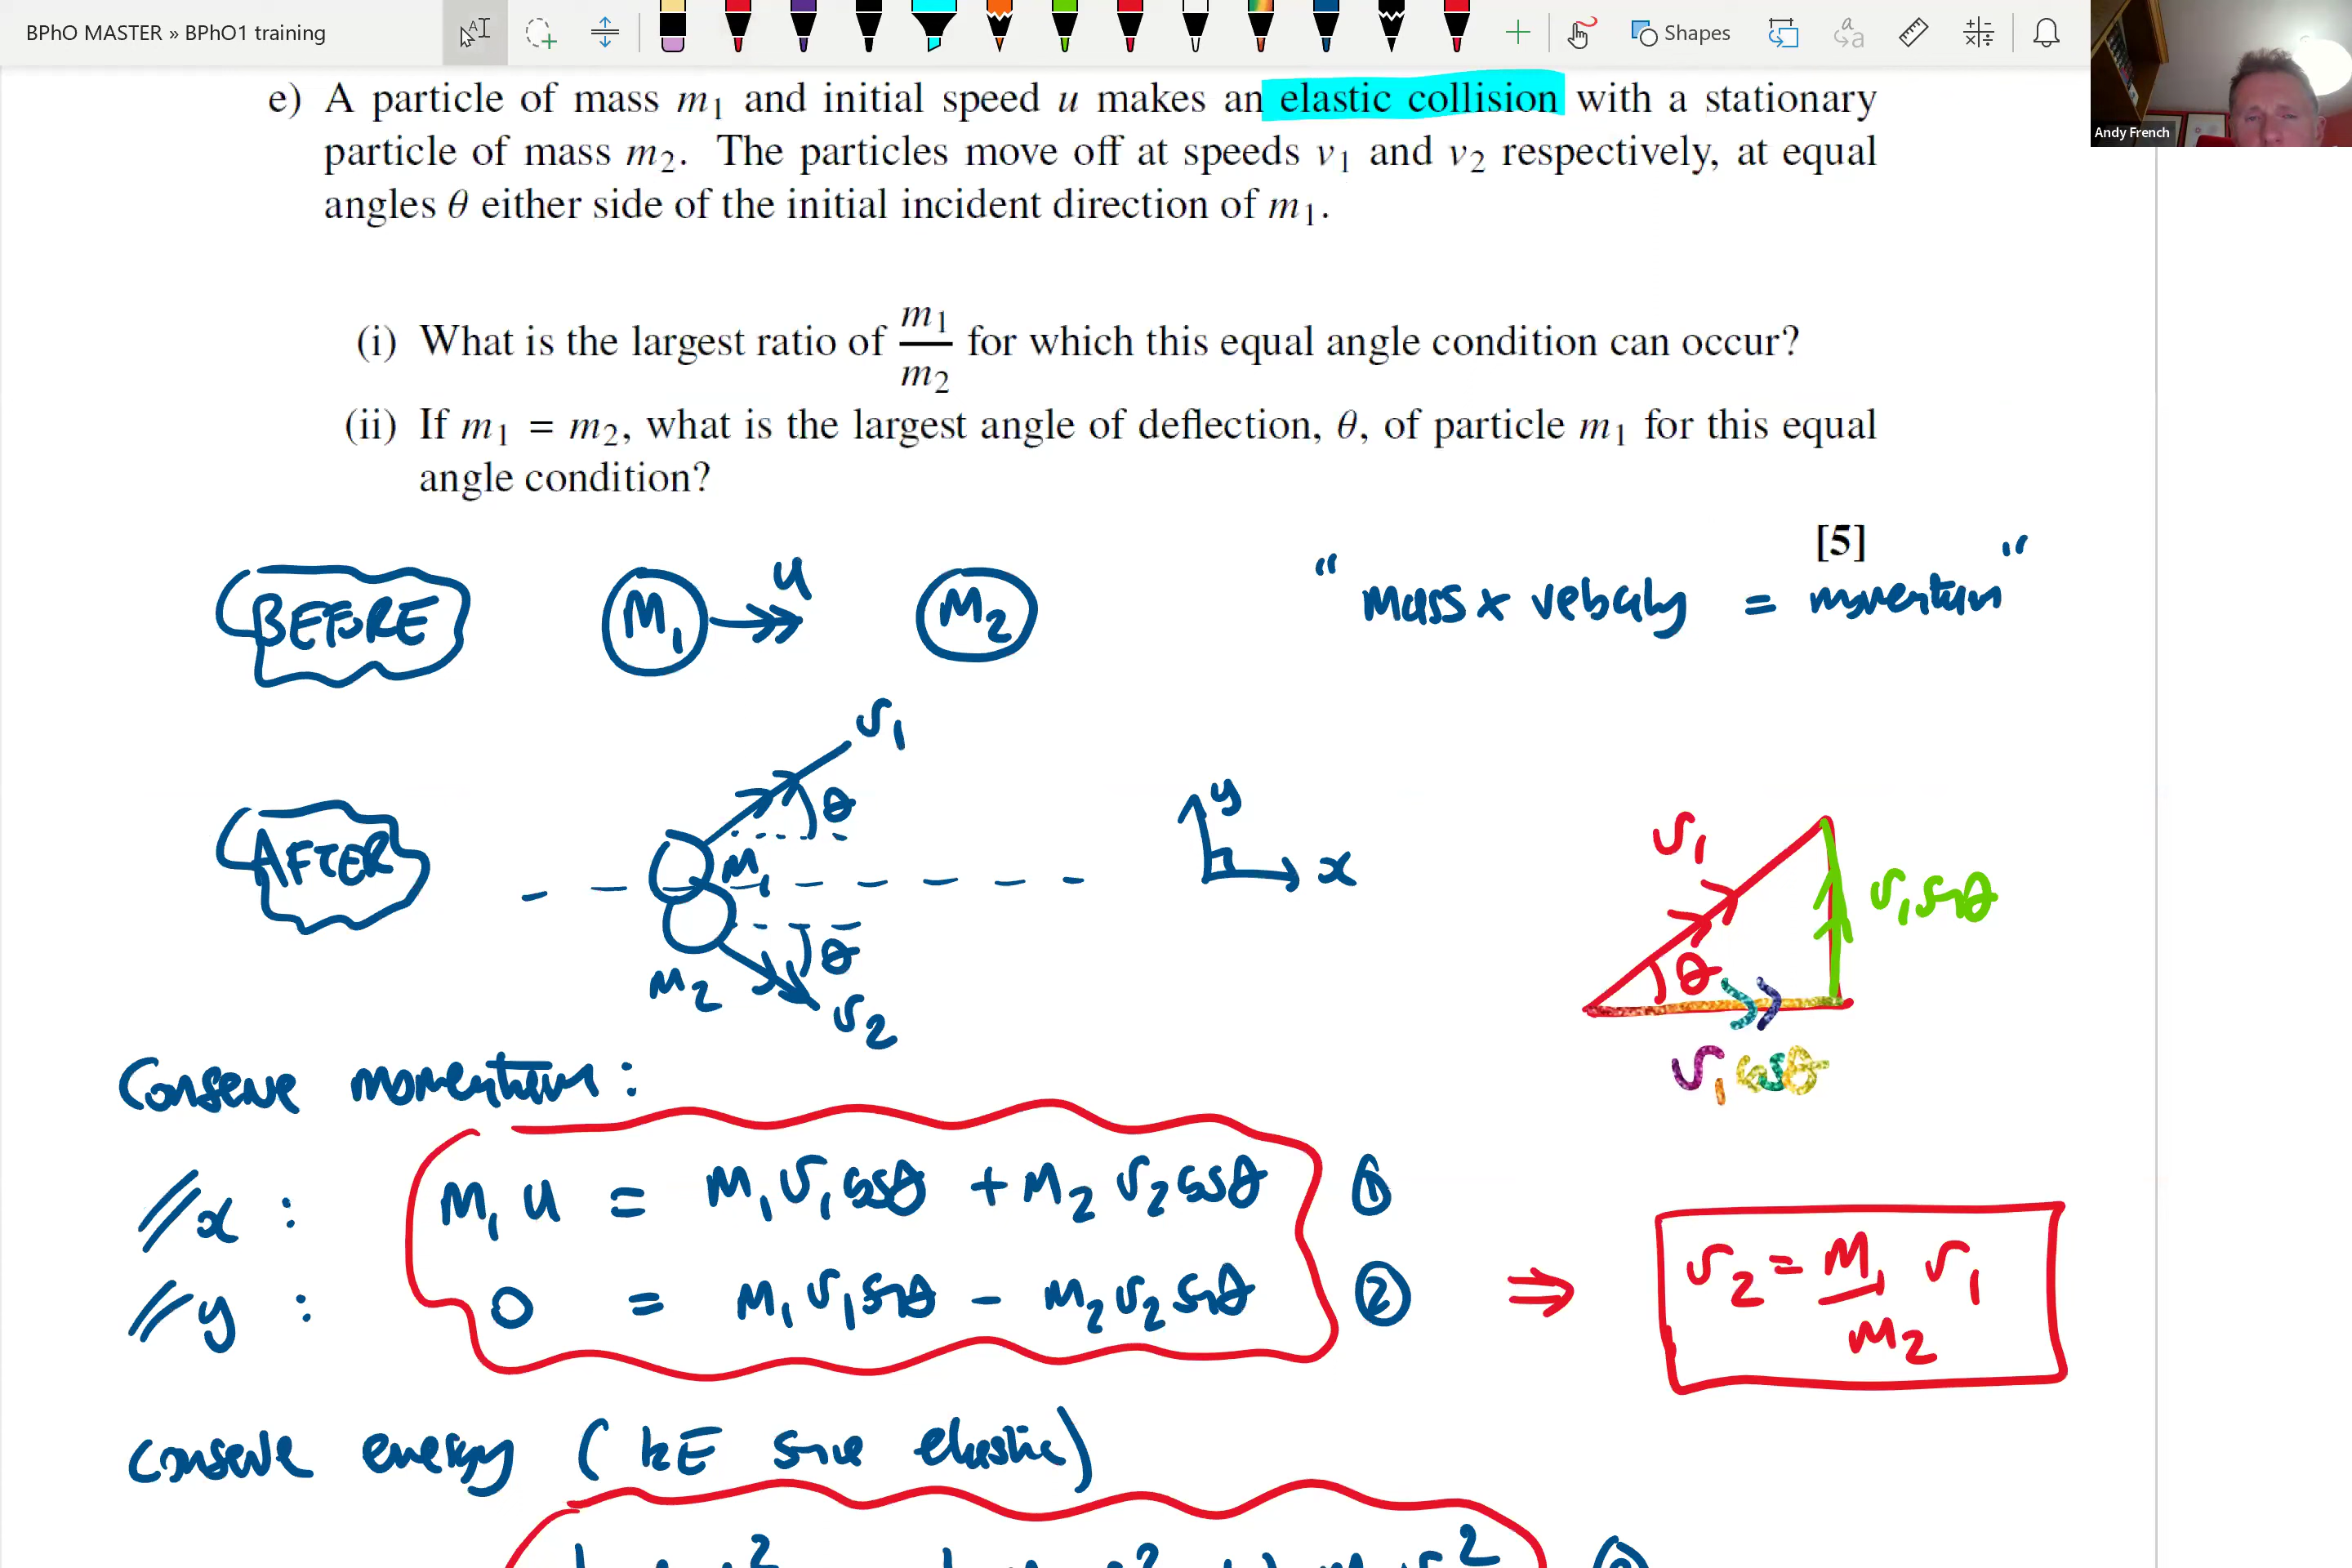 BPhO MASTER » BPhO1 training
Shapes
Andy French
e) A particle of mass m₁ and initial speed u makes an elastic collision with a stationary
particle of mass m₂. The particles move off at speeds v₁ and v₂ respectively, at equal
angles θ either side of the initial incident direction of m₁.
(i) What is the largest ratio of m₁/m₂ for which this equal angle condition can occur?
(ii) If m₁ = m₂, what is the largest angle of deflection, θ, of particle m₁ for this equal
angle condition?
[5]
BEFORE M₁ u M₂
"mass x velocity = momentum"
AFTER
v₁
θ
M₁
θ
M₂
v₂
y
x
v₁
θ
v₁ sinθ
v₁ cosθ
Conserve momentum:
//x : M₁ u = M₁ v₁ cosθ + M₂ v₂ cosθ ①
//y : 0 = M₁ v₁ sinθ - M₂ v₂ sinθ ② ⇒ v₂ = M₁/M₂ v₁
conserve energy (kE since elastic)